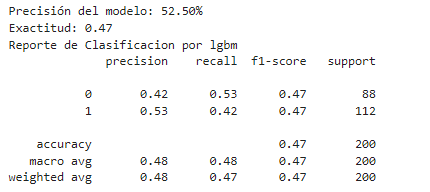 Precisión del modelo: 52.50%
Exactitud: 0.47
Reporte de Clasificacion por lgbm
precision recall f1-score support
0 0.42 0.53 0.47 88
1 0.53 0.42 0.47 112
accuracy 0.47 200
macro avg 0.48 0.48 0.47 200
weighted avg 0.48 0.47 0.47 200